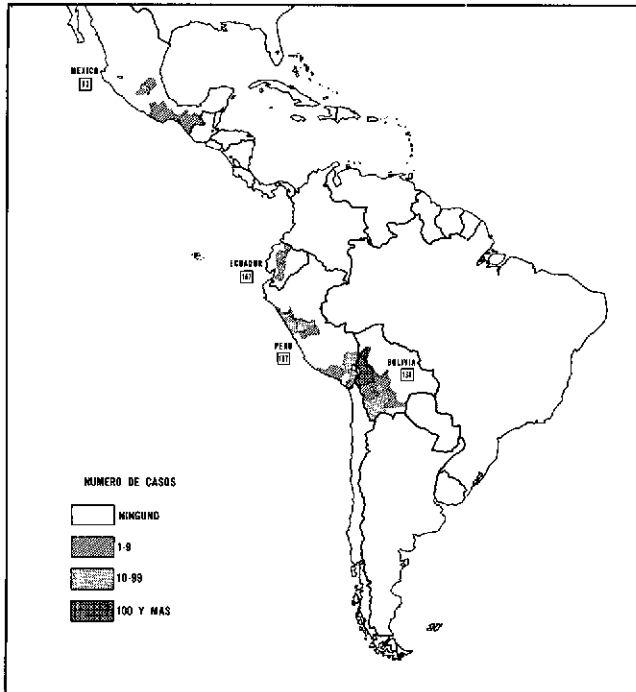 MEXICO
ECUADOR
PERU
BOLIVIA
NUMERO DE CASOS
NINGUNO
1-9
10-99
100 Y MAS